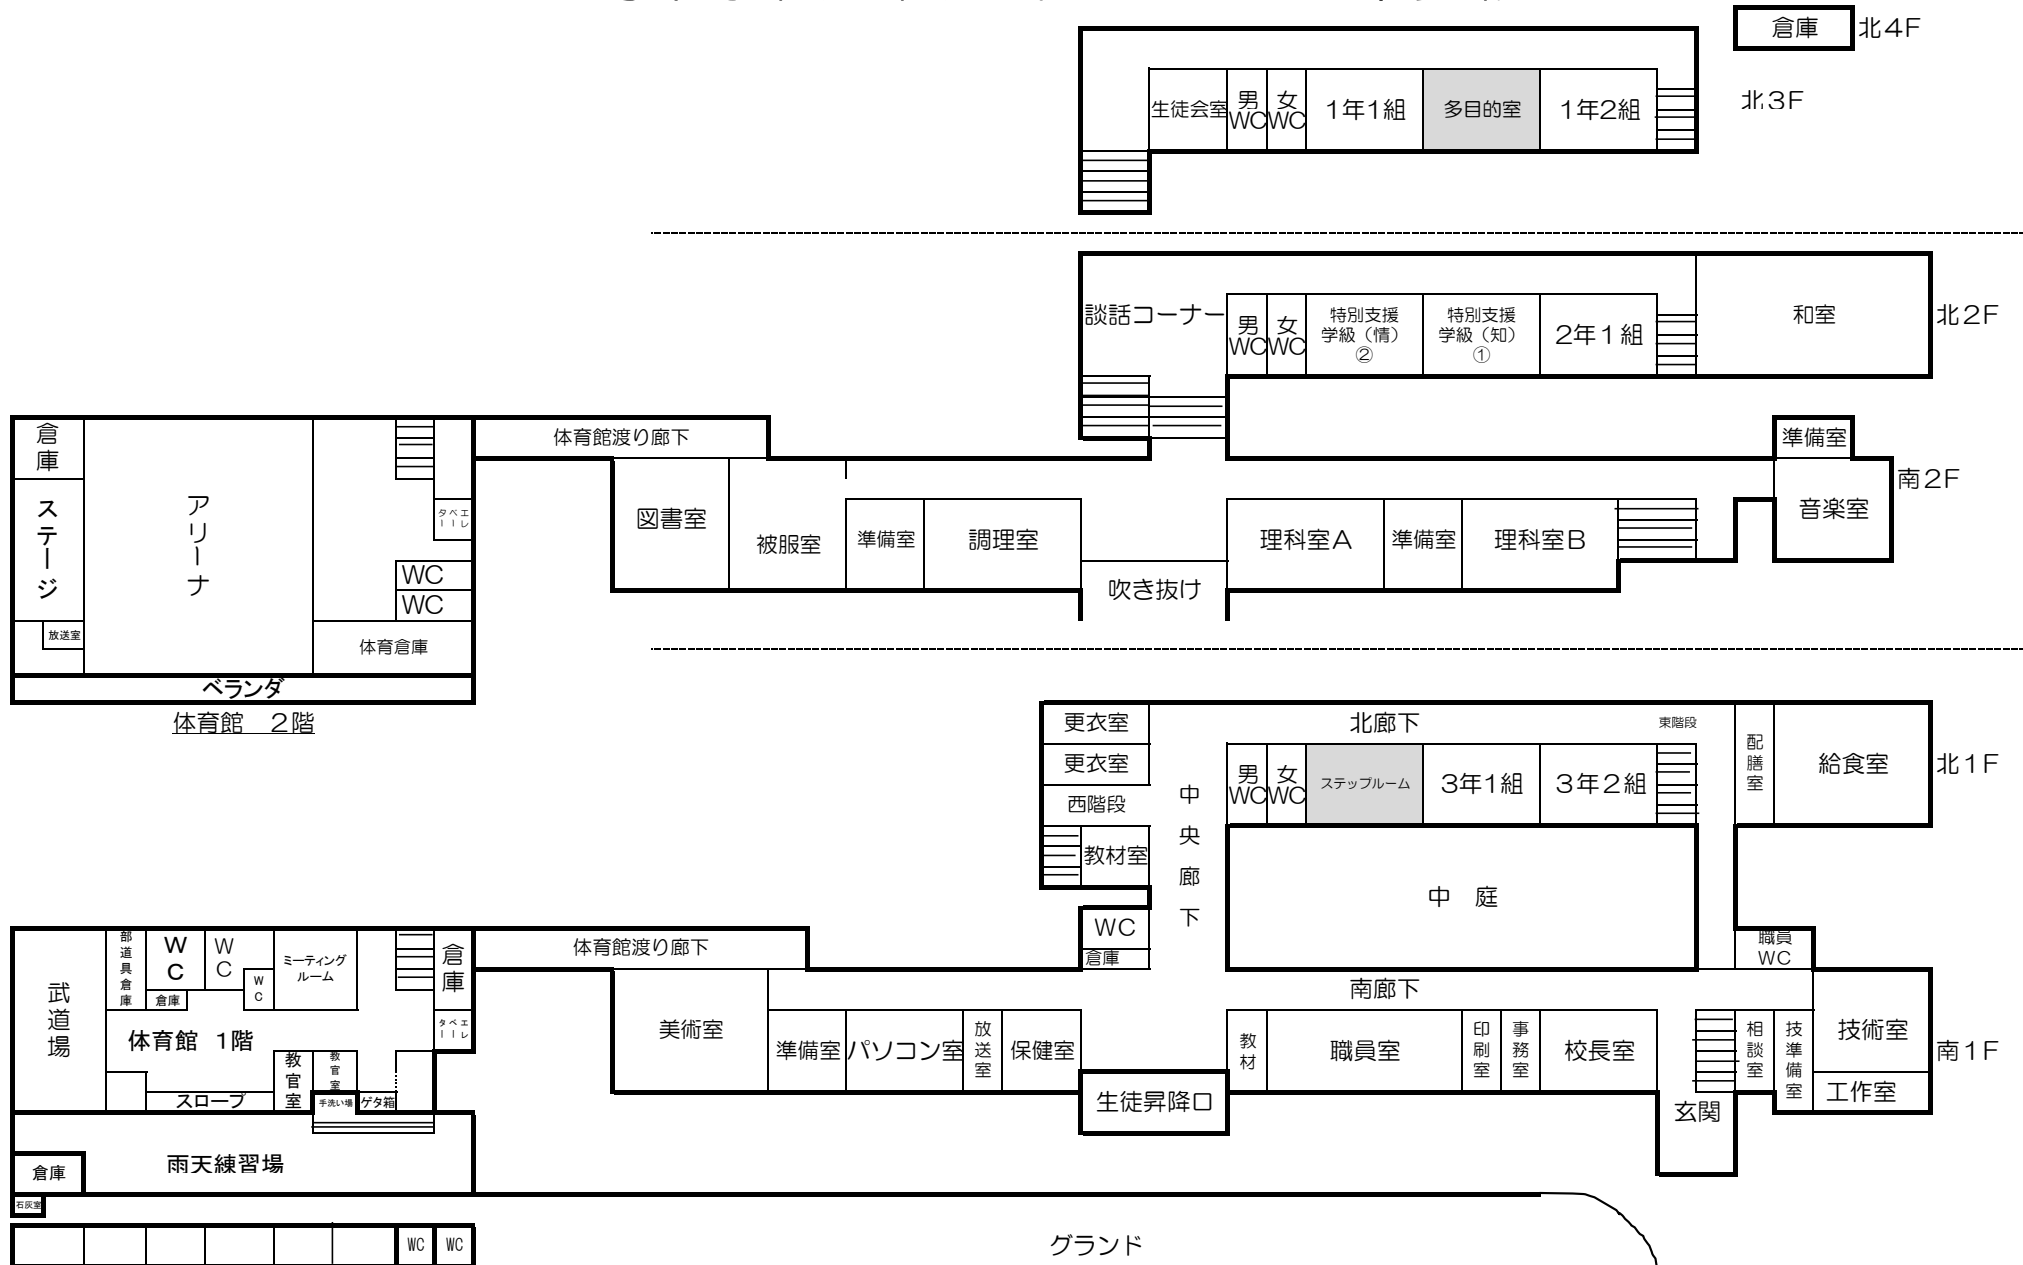 倉庫
北4F
生徒会室
男
WC
女
WC
1年1組
多目的室
1年2組
北3F
談話コーナー
男
WC
女
WC
特別支援
学級（情）
②
特別支援
学級（知）
①
2年1組
和室
北2F
倉庫
ステージ
放送室
アリーナ
エレベーター
WC
WC
体育倉庫
ベランダ
体育館　2階
体育館渡り廊下
図書室
被服室
準備室
調理室
吹き抜け
理科室A
準備室
理科室B
準備室
音楽室
南2F
更衣室
更衣室
西階段
教材室
中央廊下
北廊下
東階段
男
WC
女
WC
ステップルーム
3年1組
3年2組
配膳室
給食室
北1F
中　庭
WC
倉庫
職員
WC
武道場
部道具倉庫
WC
WC
倉庫
WC
ミーティング
ルーム
倉庫
エレベーター
体育館　1階
教官室
教官室
スロープ
手洗い場
ゲタ箱
体育館渡り廊下
美術室
準備室
パソコン室
放送室
保健室
生徒昇降口
南廊下
教材
職員室
印刷室
事務室
校長室
玄関
相談室
技準備室
技術室
工作室
南1F
雨天練習場
倉庫
石灰室
WC
WC
グランド